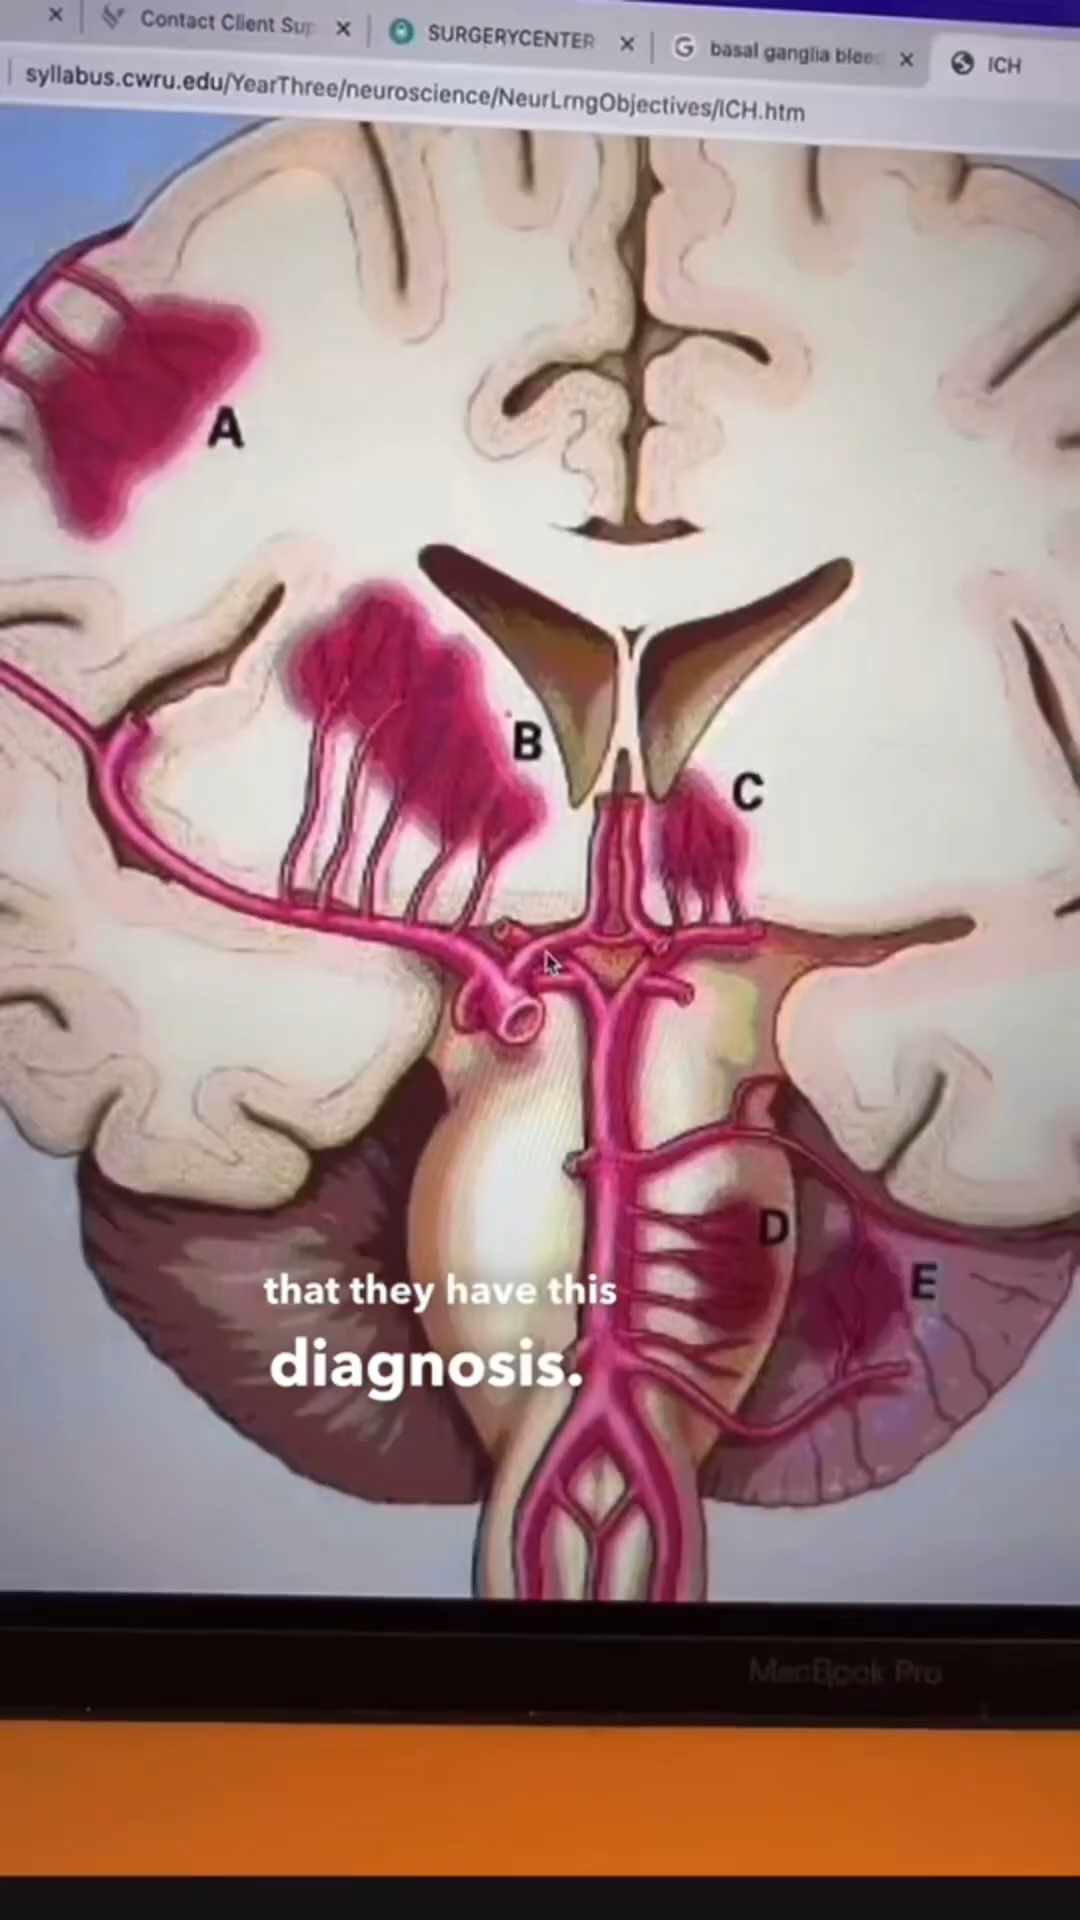 Contact Client Sup
SURGERYCENTER
basal ganglia bleed
ICH
syllabus.cwru.edu/YearThree/neuroscience/NeurLrngObjectives/ICH.htm
A
B
C
D
E
that they have this
diagnosis.
MacBook Pro